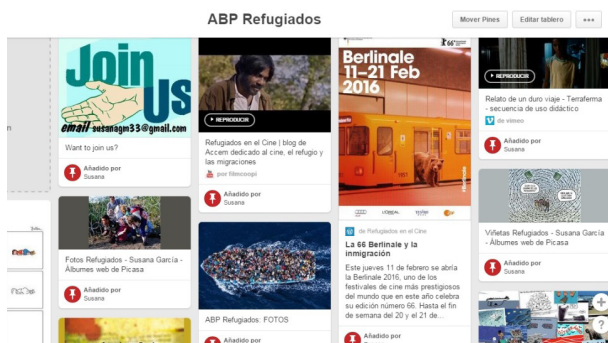 ABP Refugiados
Mover Pines
Editar tablero
Join
Us
email susanagm33@gmail.com
Want to join us?
Añadido por
Susana
Fotos Refugiados - Susana García -
Álbumes web de Picasa
Añadido por
Susana
REPRODUCIR
Refugiados en el Cine | blog de
Accem dedicado al cine, el refugio y
las migraciones
por filmcoopi
Añadido por
Susana
ABP Refugiados: FOTOS
Añadido por
Berlinale
11–21 Feb
2016
de Refugiados en el Cine
La 66 Berlinale y la
inmigración
Este jueves 11 de febrero se abría
la Berlinale 2016, uno de los
festivales de cine más prestigiosos
del mundo que en este año celebra
su edición número 66. Hasta el fin
de semana del 20 y el 21 de...
Añadido por
Susana
REPRODUCIR
Relato de un duro viaje - Terraferma
- secuencia de uso didáctico
de vimeo
Añadido por
Susana
Viñetas Refugiados - Susana García
- Álbumes web de Picasa
Añadido por
Susana